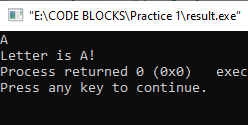 "E:\CODE BLOCKS\Practice 1\result.exe"
A
Letter is A!
Process returned 0 (0x0)   exec
Press any key to continue.